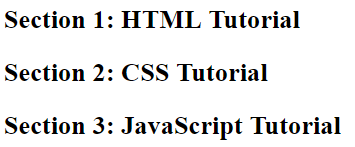 Section 1: HTML Tutorial
Section 2: CSS Tutorial
Section 3: JavaScript Tutorial